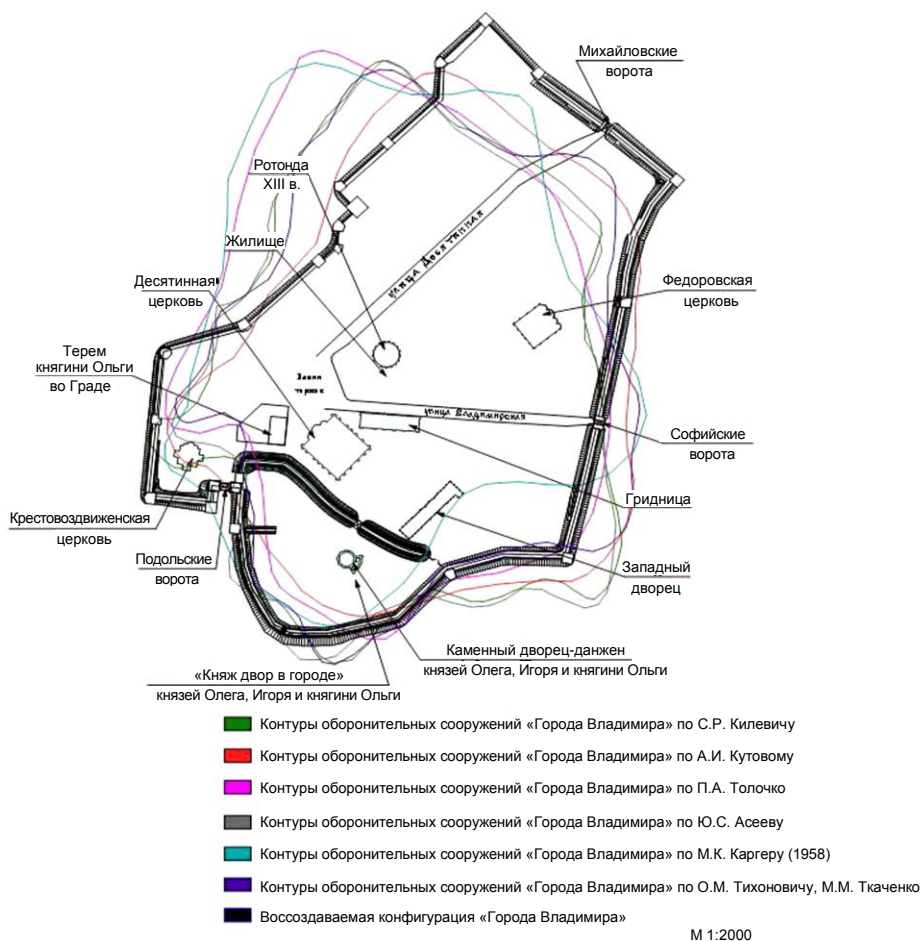 Михайловские
ворота
Ротонда
XIII в.
улица Десятинная
Жилище
Десятинная
церковь
Федоровская
церковь
Терем
княгини Ольги
во Граде
улица Владимирская
Софийские
ворота
Гридница
Крестовоздвиженская
церковь
Подольские
ворота
Западный
дворец
Каменный дворец-данжен
князей Олега, Игоря и княгини Ольги
«Княж двор в городе»
князей Олега, Игоря и княгини Ольги
Контуры оборонительных сооружений «Города Владимира» по С.Р. Килевичу
Контуры оборонительных сооружений «Города Владимира» по А.И. Кутовому
Контуры оборонительных сооружений «Города Владимира» по П.А. Толочко
Контуры оборонительных сооружений «Города Владимира» по Ю.С. Асееву
Контуры оборонительных сооружений «Города Владимира» по М.К. Каргеру (1958)
Контуры оборонительных сооружений «Города Владимира» по О.М. Тихоновичу, М.М. Ткаченко
Воссоздаваемая конфигурация «Города Владимира»
М 1:2000